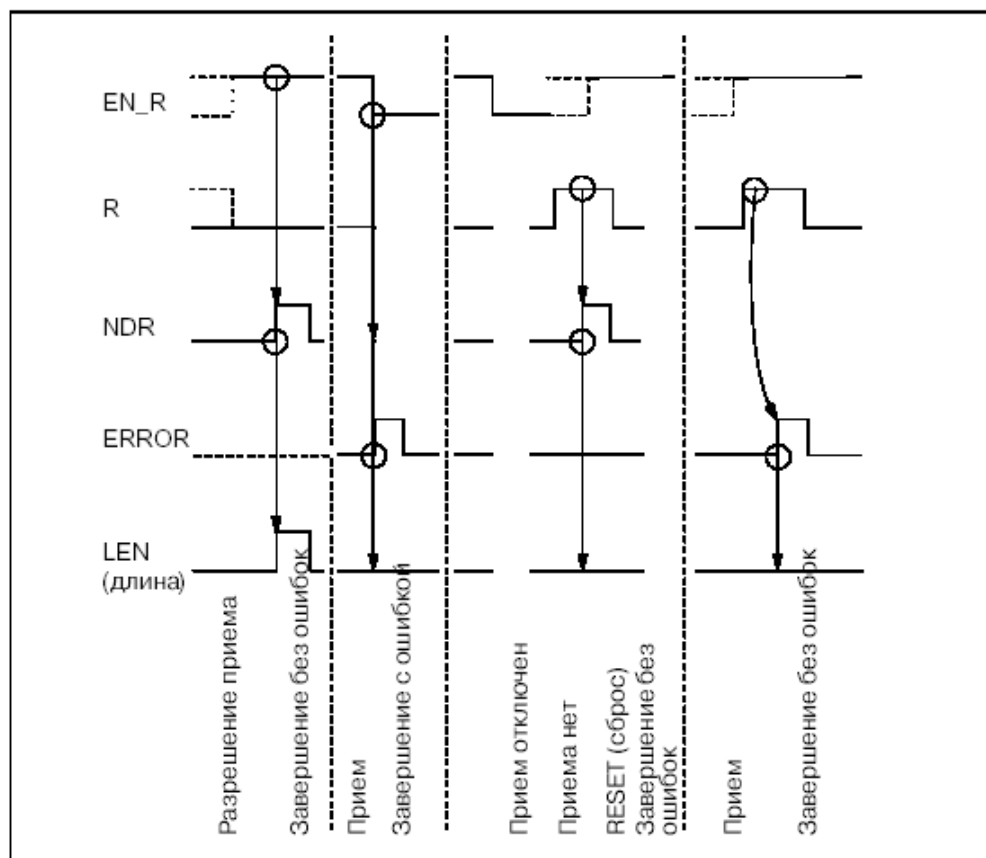 EN_R
R
NDR
ERROR
LEN
(длина)
Разрешение приема
Завершение без ошибок
Прием
Завершение с ошибкой
Прием отключен
Приема нет
RESET (сброс)
Завершение без
ошибок
Прием
Завершение без ошибок